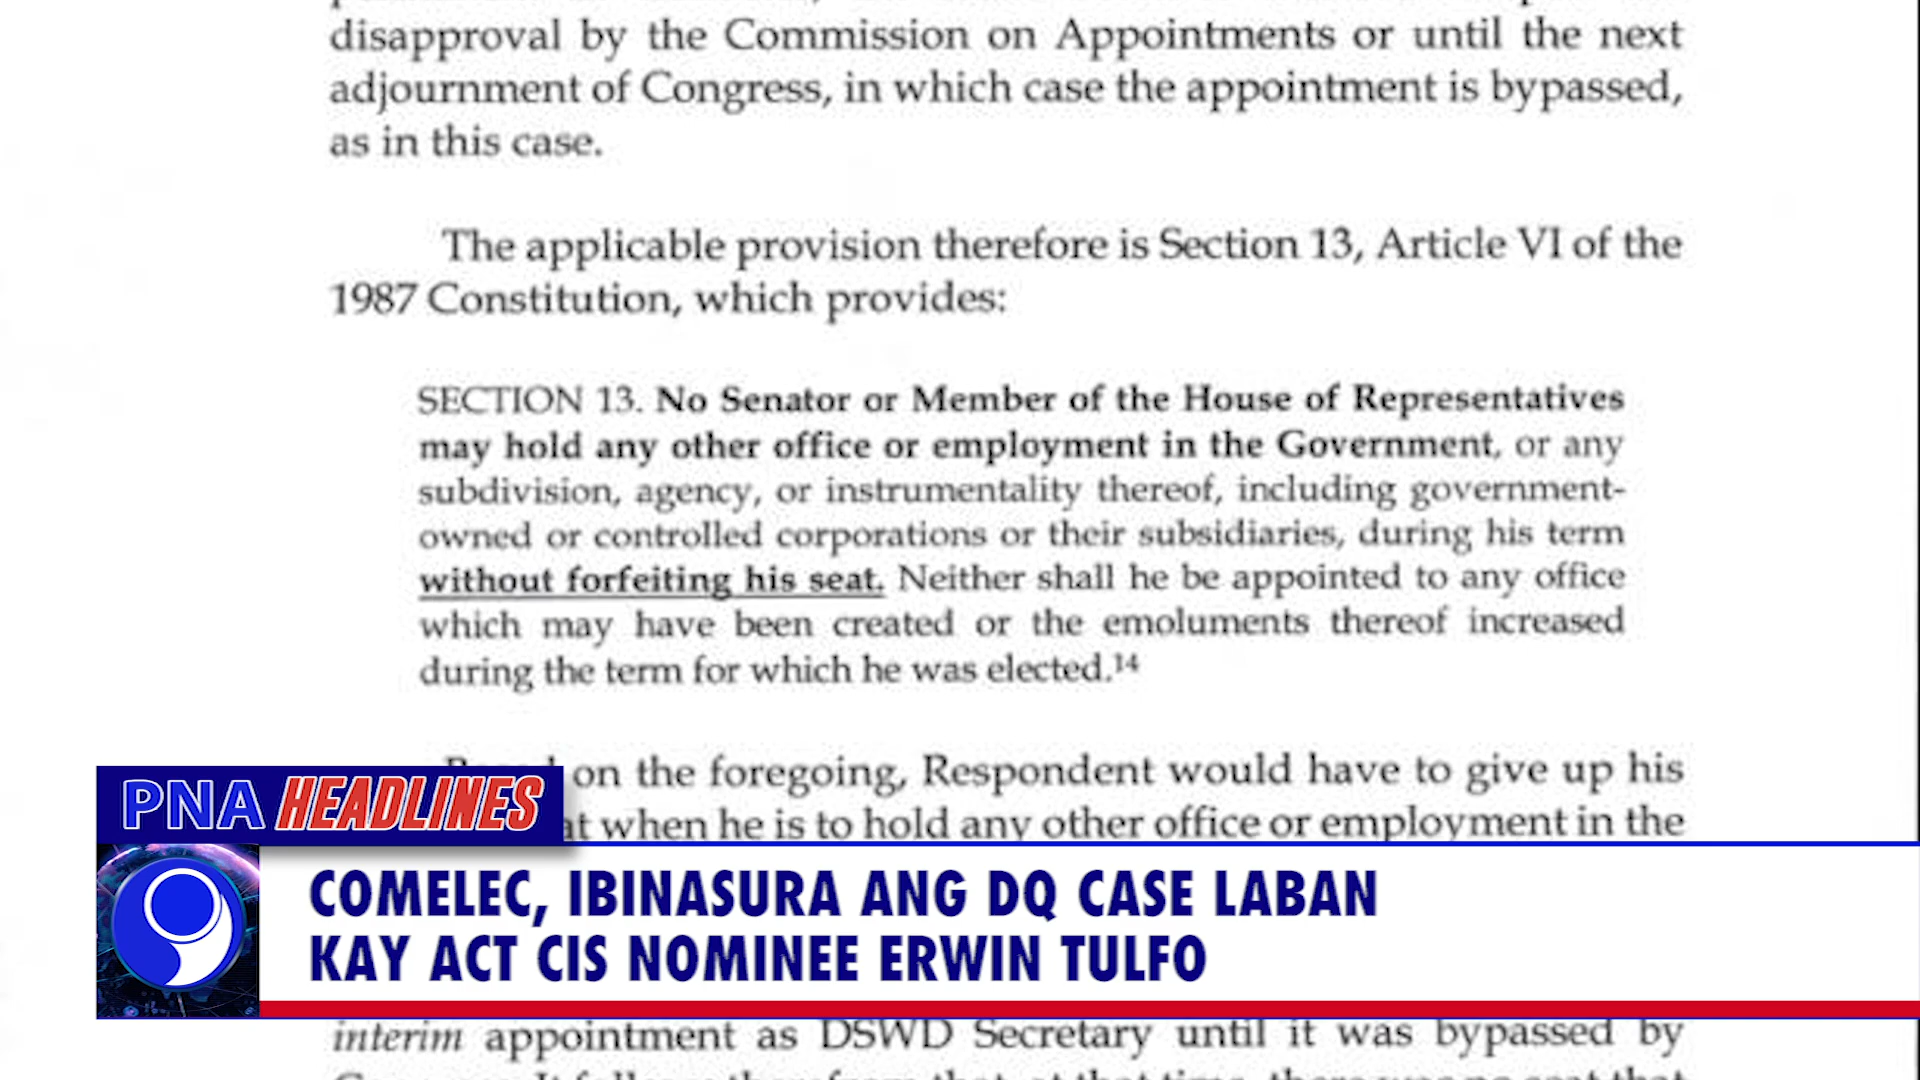 disapproval by the Commission on Appointments or until the next
adjournment of Congress, in which case the appointment is bypassed,
as in this case.
The applicable provision therefore is Section 13, Article VI of the
1987 Constitution, which provides:
SECTION 13. No Senator or Member of the House of Representatives
may hold any other office or employment in the Government, or any
subdivision, agency, or instrumentality thereof, including government-
owned or controlled corporations or their subsidiaries, during his term
without forfeiting his seat. Neither shall he be appointed to any office
which may have been created or the emoluments thereof increased
during the term for which he was elected.14
on the foregoing, Respondent would have to give up his
when he is to hold any other office or employment in the
PNA HEADLINES
COMELEC, IBINASURA ANG DQ CASE LABAN
KAY ACT CIS NOMINEE ERWIN TULFO
interim appointment as DSWD Secretary until it was bypassed by